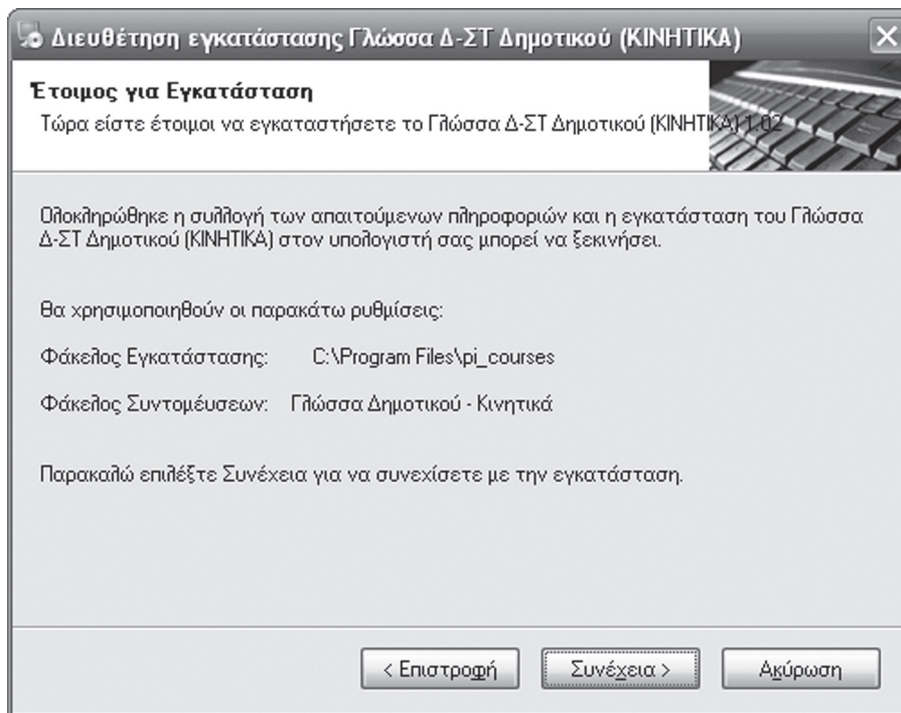 Διευθέτηση εγκατάστασης Γλώσσα Δ-ΣΤ Δημοτικού (ΚΙΝΗΤΙΚΑ)
Έτοιμος για Εγκατάσταση
Τώρα είστε έτοιμοι να εγκαταστήσετε το Γλώσσα Δ-ΣΤ Δημοτικού (ΚΙΝΗΤΙΚΑ) 1.02
Ολοκληρώθηκε η συλλογή των απαιτούμενων πληροφοριών και η εγκατάσταση του Γλώσσα
Δ-ΣΤ Δημοτικού (ΚΙΝΗΤΙΚΑ) στον υπολογιστή σας μπορεί να ξεκινήσει.
Θα χρησιμοποιηθούν οι παρακάτω ρυθμίσεις:
Φάκελος Εγκατάστασης: C:\Program Files\pi_courses
Φάκελος Συντομέυσεων: Γλώσσα Δημοτικού - Κινητικά
Παρακαλώ επιλέξτε Συνέχεια για να συνεχίσετε με την εγκατάσταση.
< Επιστροφή Συνέχεια > Ακύρωση